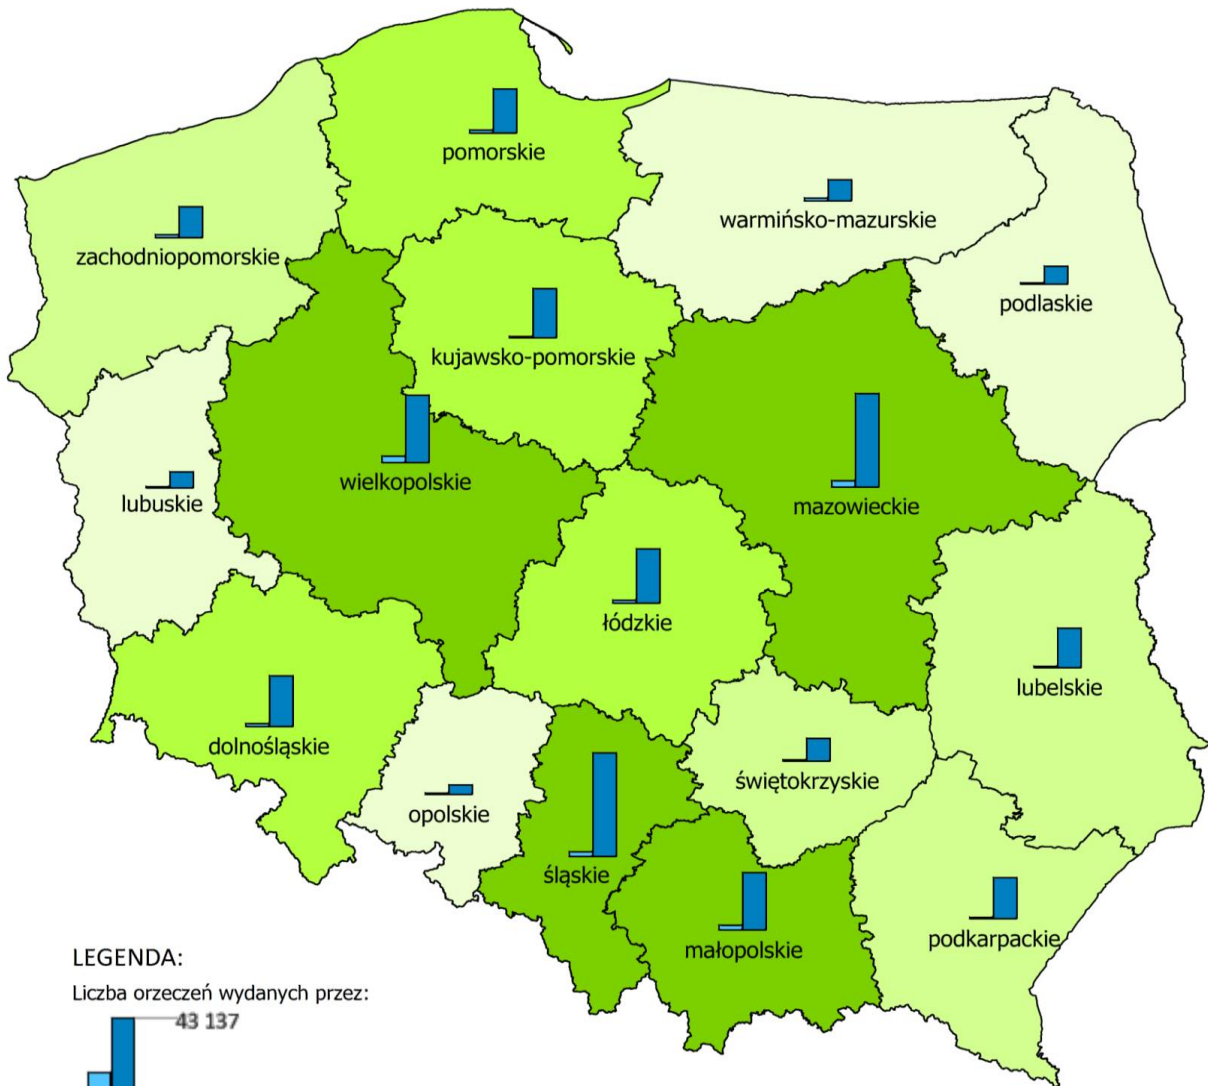 pomorskie
warmińsko-mazurskie
zachodniopomorskie
podlaskie
kujawsko-pomorskie
wielkopolskie
lubuskie
mazowieckie
łódzkie
lubelskie
dolnośląskie
świętokrzyskie
opolskie
śląskie
małopolskie
podkarpackie
LEGENDA:
Liczba orzeczeń wydanych przez:
43 137